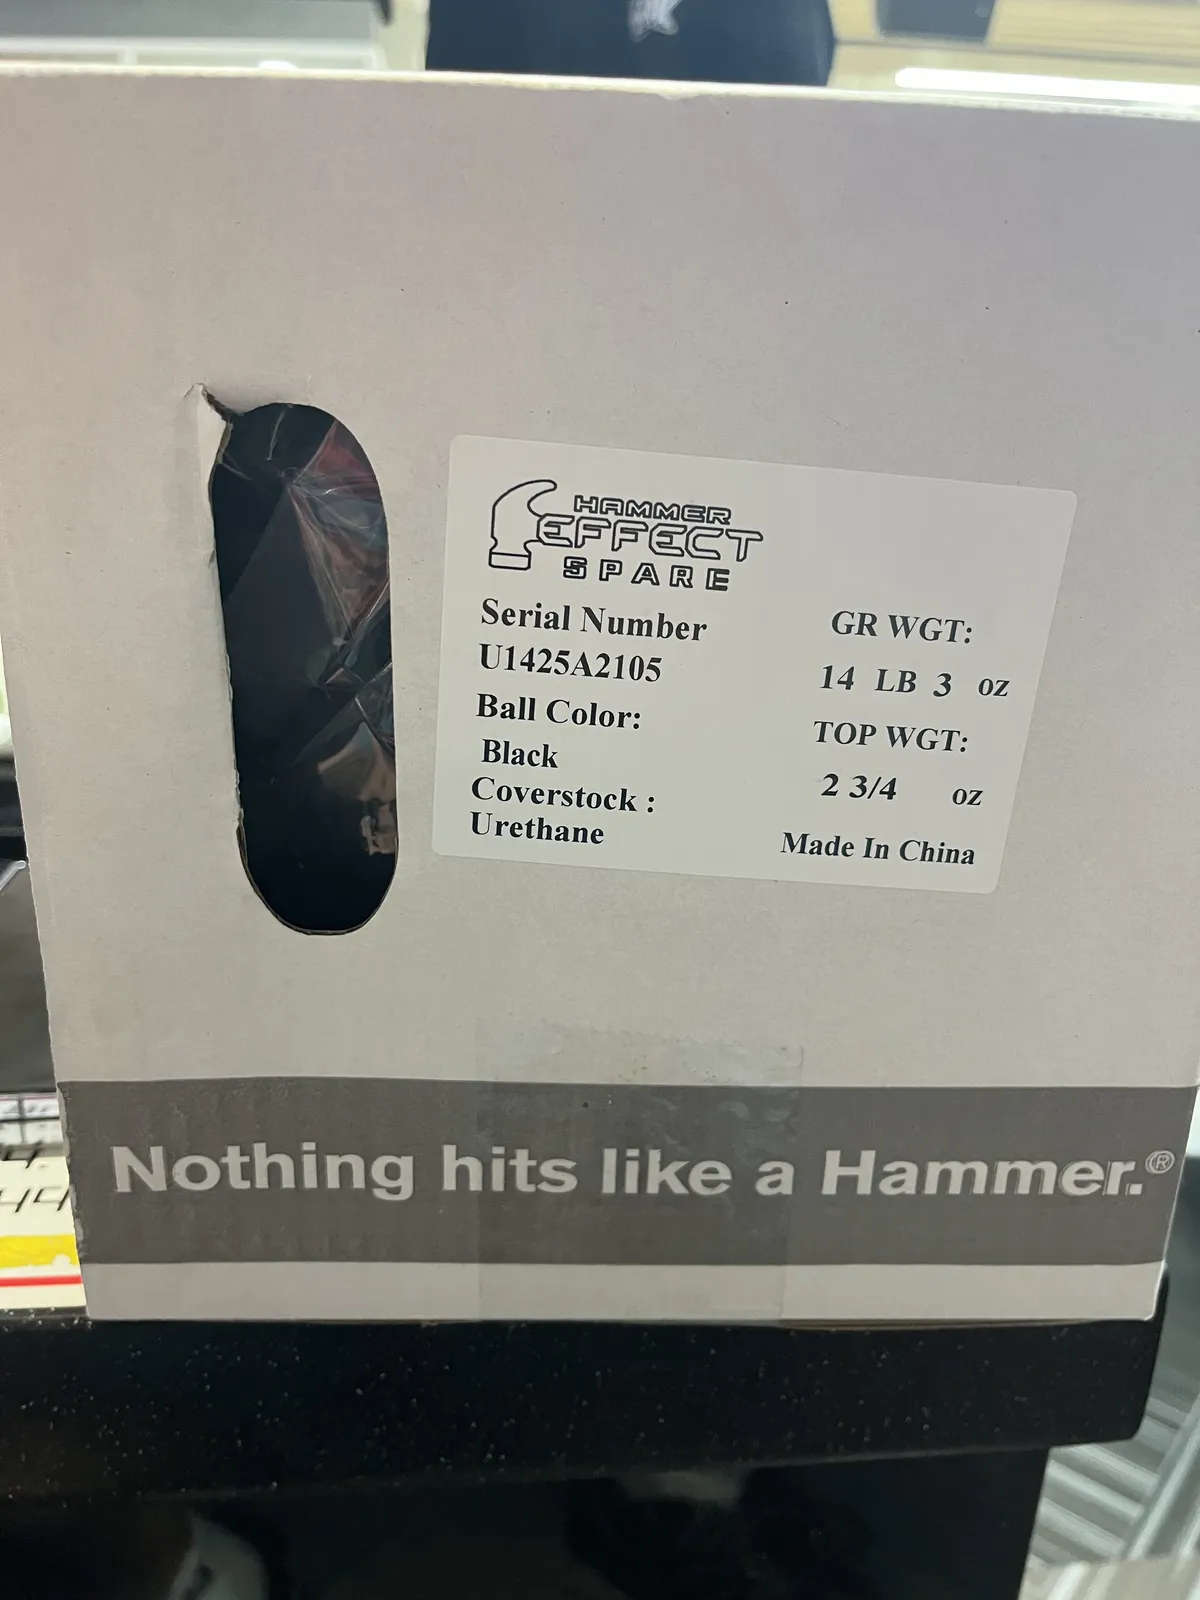 HAMMER
EFFECT
SPARE
Serial Number
U1425A2105
Ball Color:
Black
Coverstock :
Urethane
GR WGT:
14 LB 3 oz
TOP WGT:
2 3/4 oz
Made In China
Nothing hits like a Hammer.®